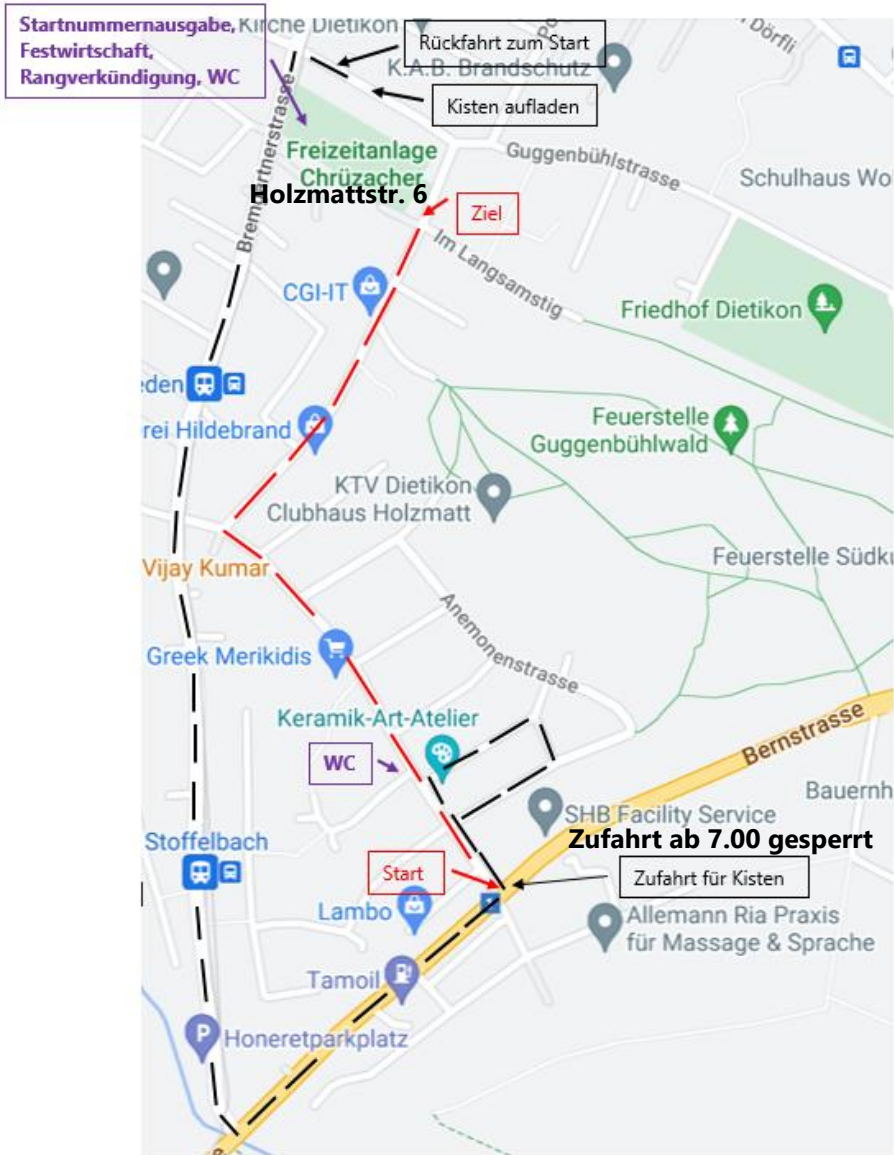 Startnummernausgabe,
Festwirtschaft,
Rangverkündigung, WC
Kirche Dietikon
Rückfahrt zum Start
K.A.B. Brandschutz
Kisten aufladen
Dörfli
Freizeitanlage
Chrüzacher
Guggenbühlstrasse
Schulhaus Wo
Holzmattstr. 6
Ziel
Im Langsamstig
CGI-IT
Friedhof Dietikon
eden
rei Hildebrand
Feuerstelle
Guggenbühlwald
KTV Dietikon
Clubhaus Holzmatt
Vijay Kumar
Feuerstelle Südku
Anemonenstrasse
Greek Merikidis
Keramik-Art-Atelier
Bernstrasse
WC
Bauernh
SHB Facility Service
Zufahrt ab 7.00 gesperrt
Stoffelbach
Start
Zufahrt für Kisten
Lambo
Allemann Ria Praxis
für Massage & Sprache
Tamoil
P
Honeretparkplatz